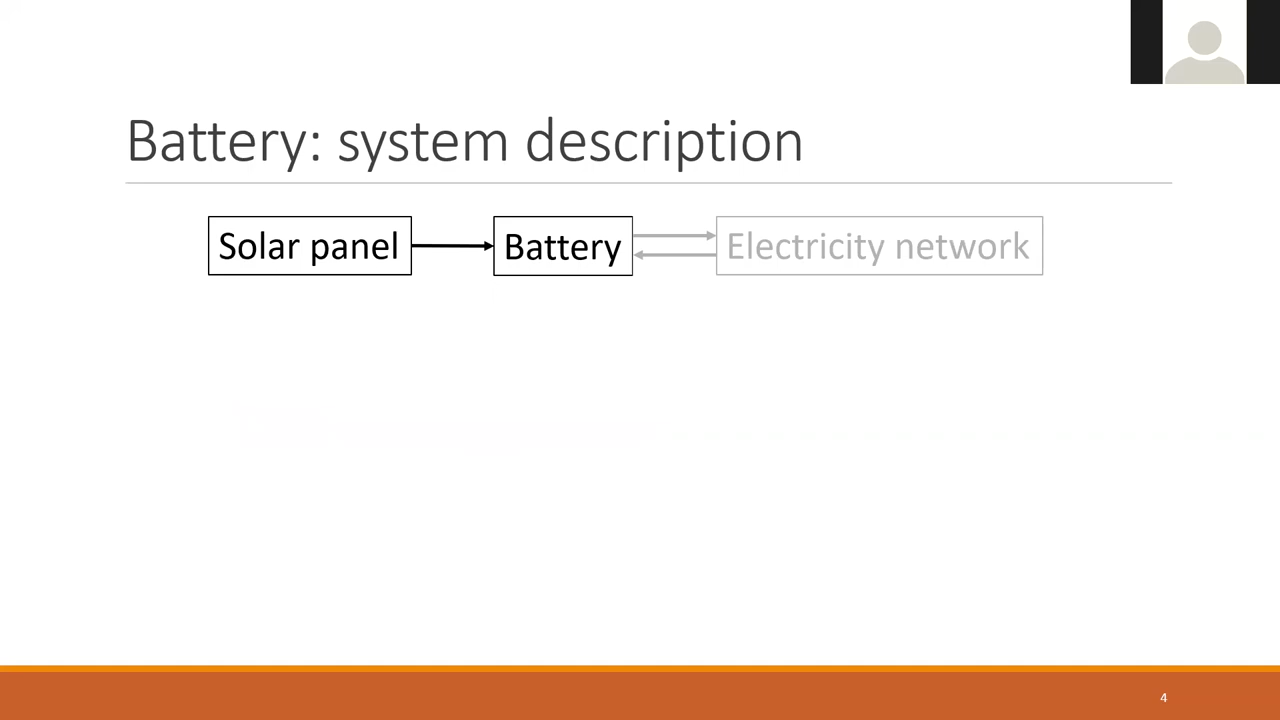 Battery: system description
Solar panel
Battery
Electricity network
4